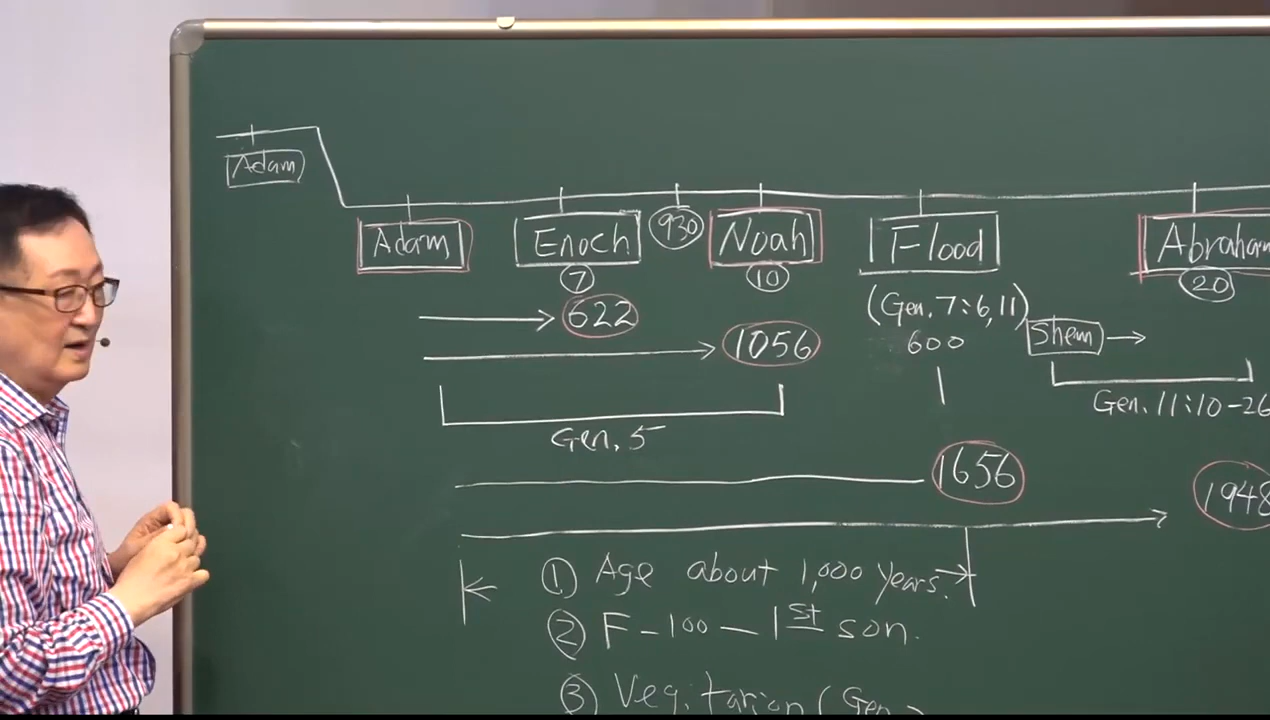 Adam
Adam Enoch 930 Noah Flood Abraham
7 10 20
622 (Gen. 7:6,11)
1056 600 Shem
Gen. 11:10-26
Gen. 5
1656
1948
① Age about 1,000 years.
② F-100-1st son.
③ Vegitarian (Gen.